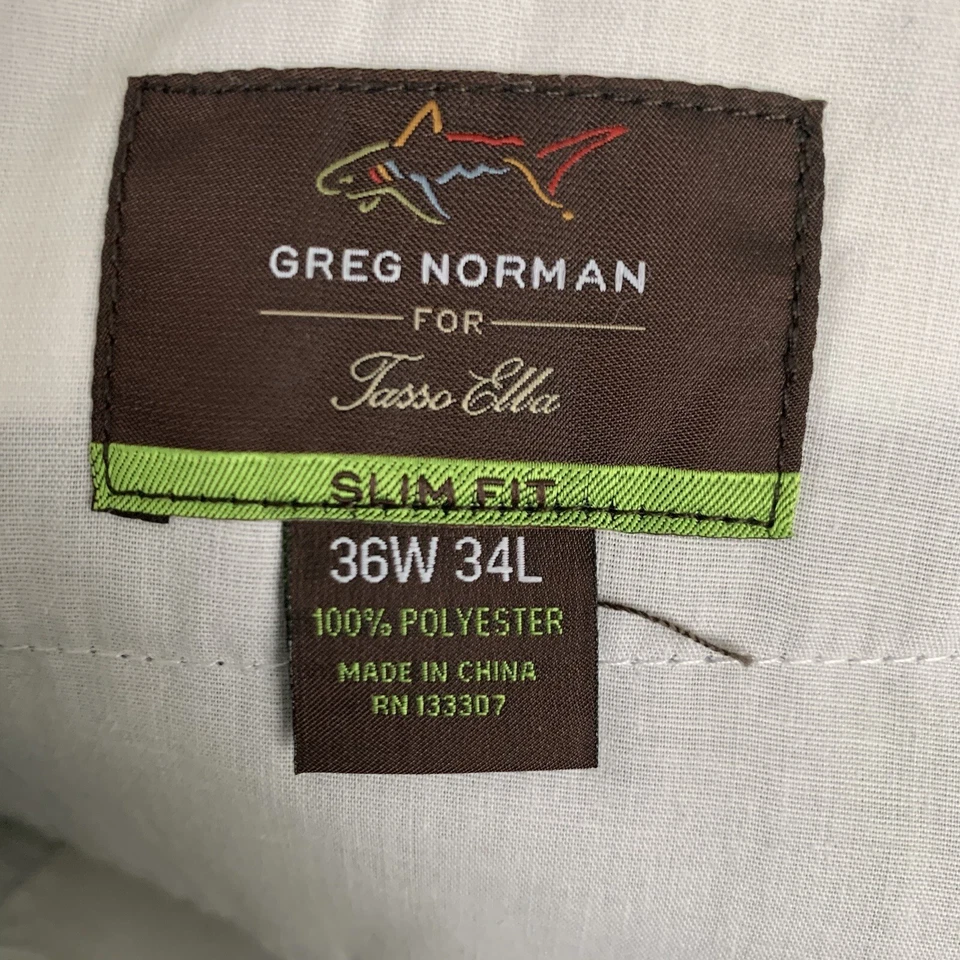 GREG NORMAN
FOR
Tasso Elba
SLIM FIT
36W 34L
100% POLYESTER
MADE IN CHINA
RN 133307